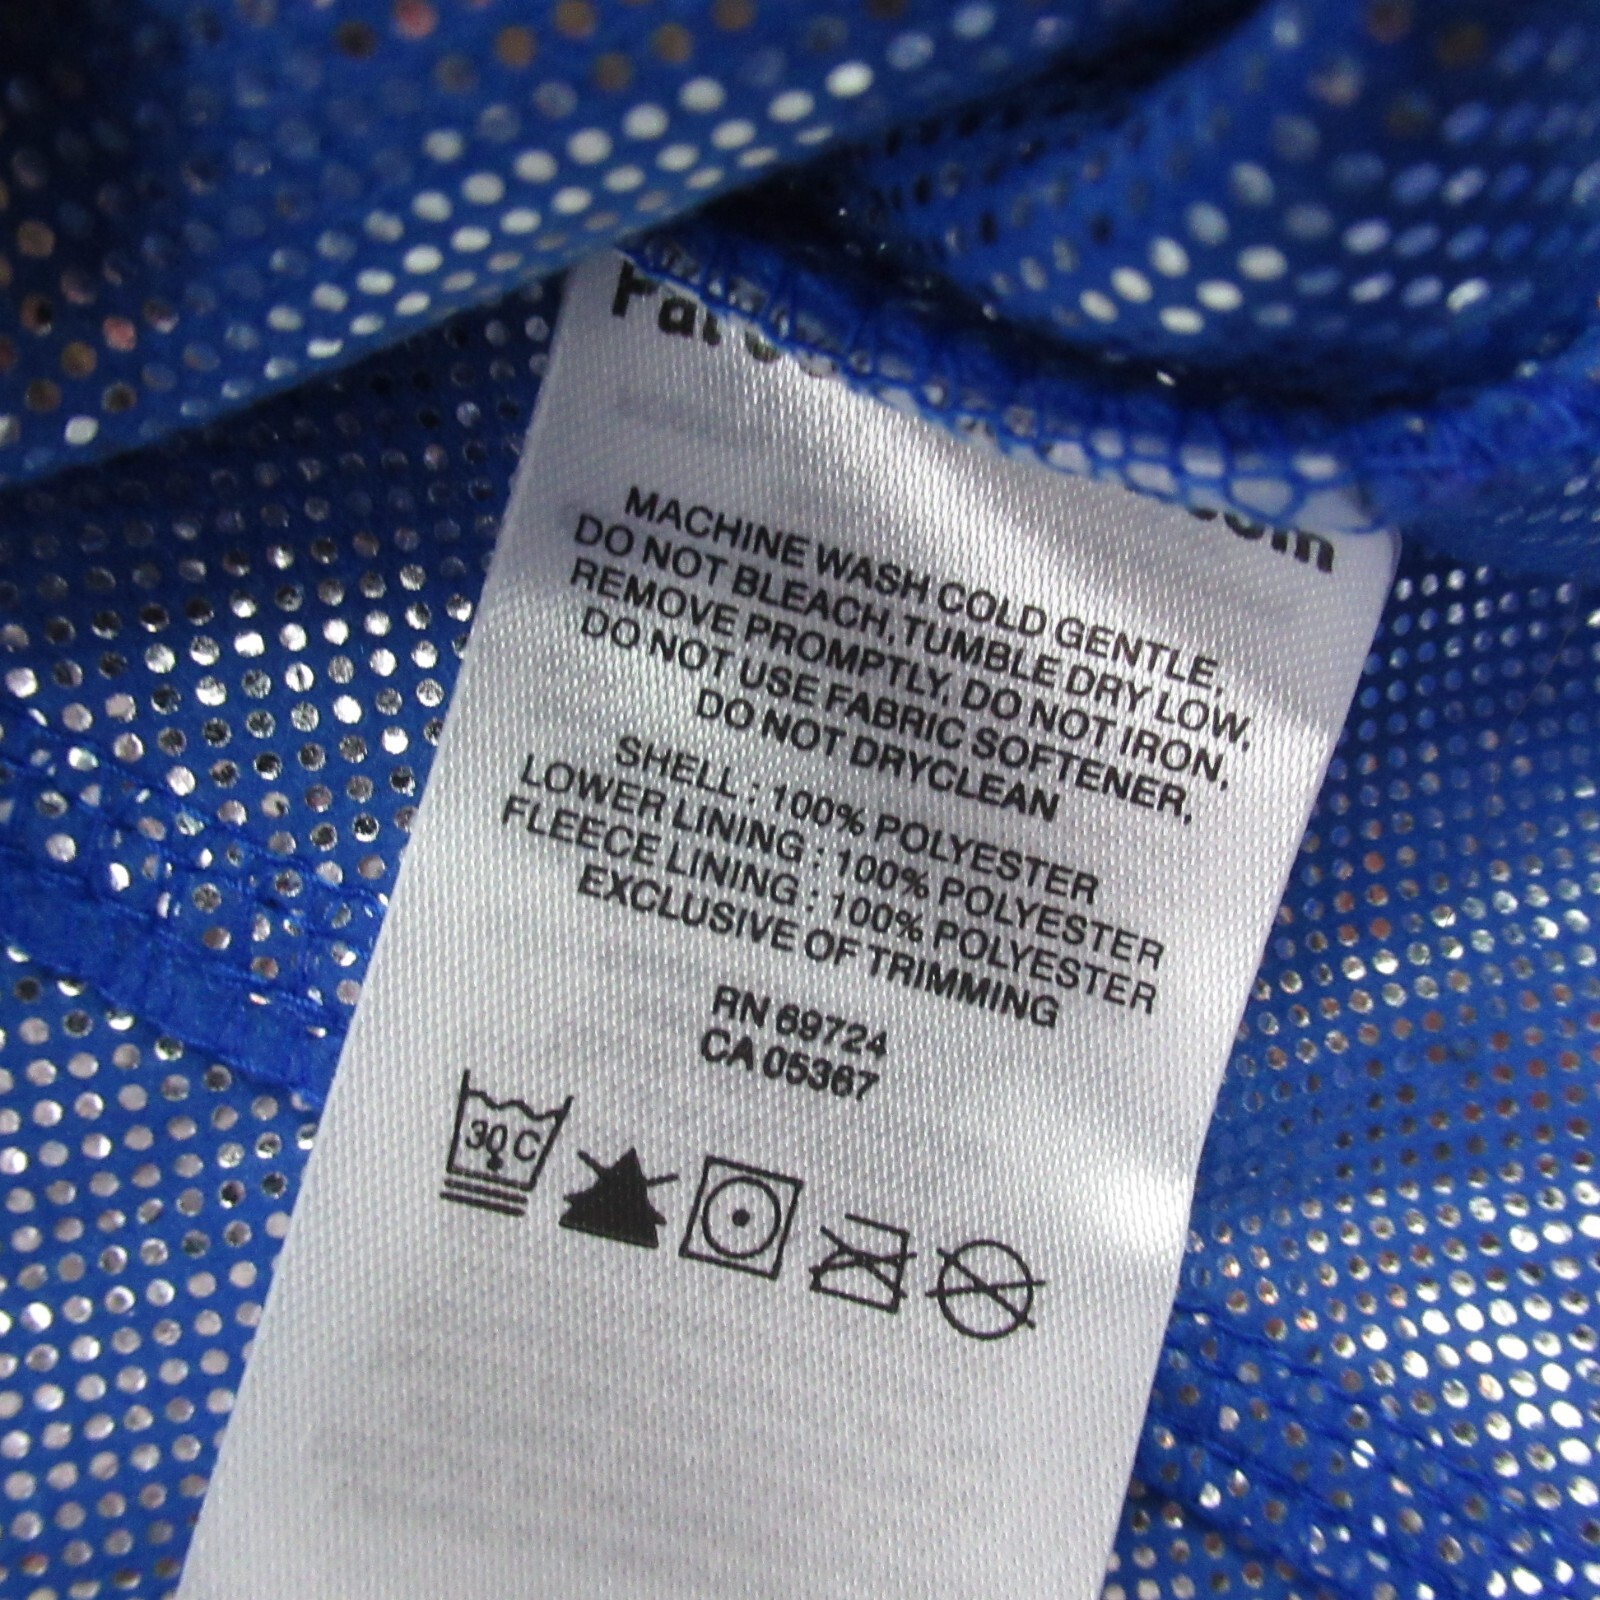 MACHINE WASH COLD GENTLE,
DO NOT BLEACH, TUMBLE DRY LOW,
REMOVE PROMPTLY, DO NOT IRON,
DO NOT USE FABRIC SOFTENER,
DO NOT DRYCLEAN
SHELL : 100% POLYESTER
LOWER LINING : 100% POLYESTER
FLEECE LINING : 100% POLYESTER
EXCLUSIVE OF TRIMMING
RN 69724
CA 05367
30 C